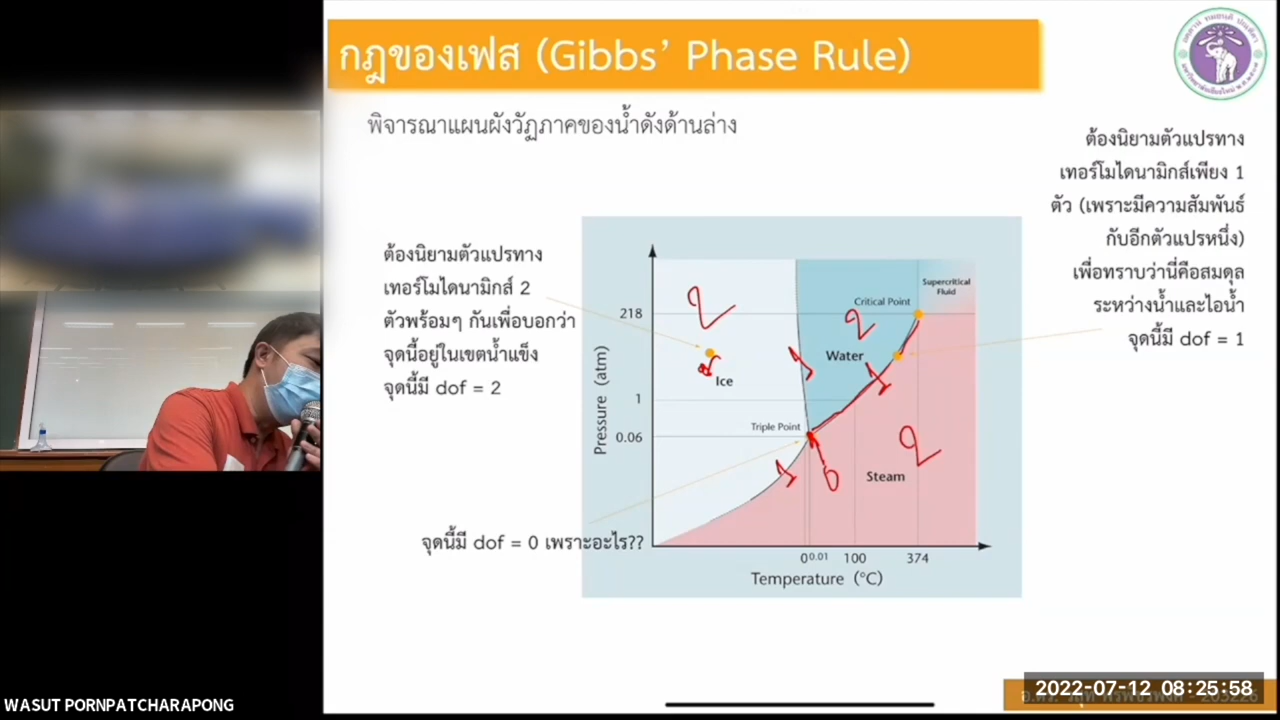 กฎของเฟส (Gibbs' Phase Rule)
พิจารณาแผนผังวัฏภาคของน้ำดังด้านล่าง
ต้องนิยามตัวแปรทาง
เทอร์โมไดนามิกส์เพียง 1
ตัว (เพราะมีความสัมพันธ์
กับอีกตัวแปรหนึ่ง)
เพื่อทราบว่านี่คือสมดุล
ระหว่างน้ำและไอน้ำ
จุดนี้มี dof = 1
ต้องนิยามตัวแปรทาง
เทอร์โมไดนามิกส์ 2
ตัวพร้อมๆ กันเพื่อบอกว่า
จุดนี้อยู่ในเขตน้ำแข็ง
จุดนี้มี dof = 2
จุดนี้มี dof = 0 เพราะอะไร??
Pressure (atm)
218
1
0.06
Supercritical
Fluid
Critical Point
Water
Ice
Triple Point
Steam
2
2
1
1
2
1
0
0
0.01
100
374
Temperature (°C)
2022-07-12 08:25:58
WASUT PORNPATCHARAPONG